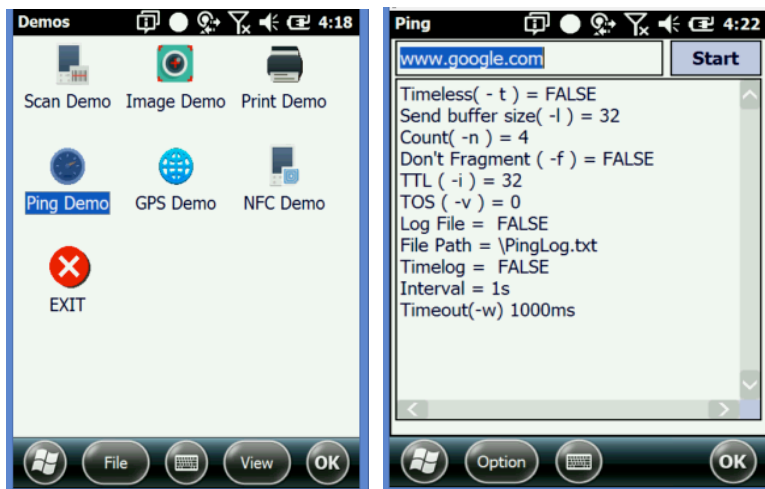 Demos 4:18
Scan Demo Image Demo Print Demo
Ping Demo GPS Demo NFC Demo
EXIT
File View OK
Ping 4:22
www.google.com Start
Timeless( - t ) = FALSE
Send buffer size( -l ) = 32
Count( -n ) = 4
Don't Fragment ( -f ) = FALSE
TTL ( -i ) = 32
TOS ( -v ) = 0
Log File =  FALSE
File Path = \PingLog.txt
Timelog =  FALSE
Interval = 1s
Timeout(-w) 1000ms
Option OK